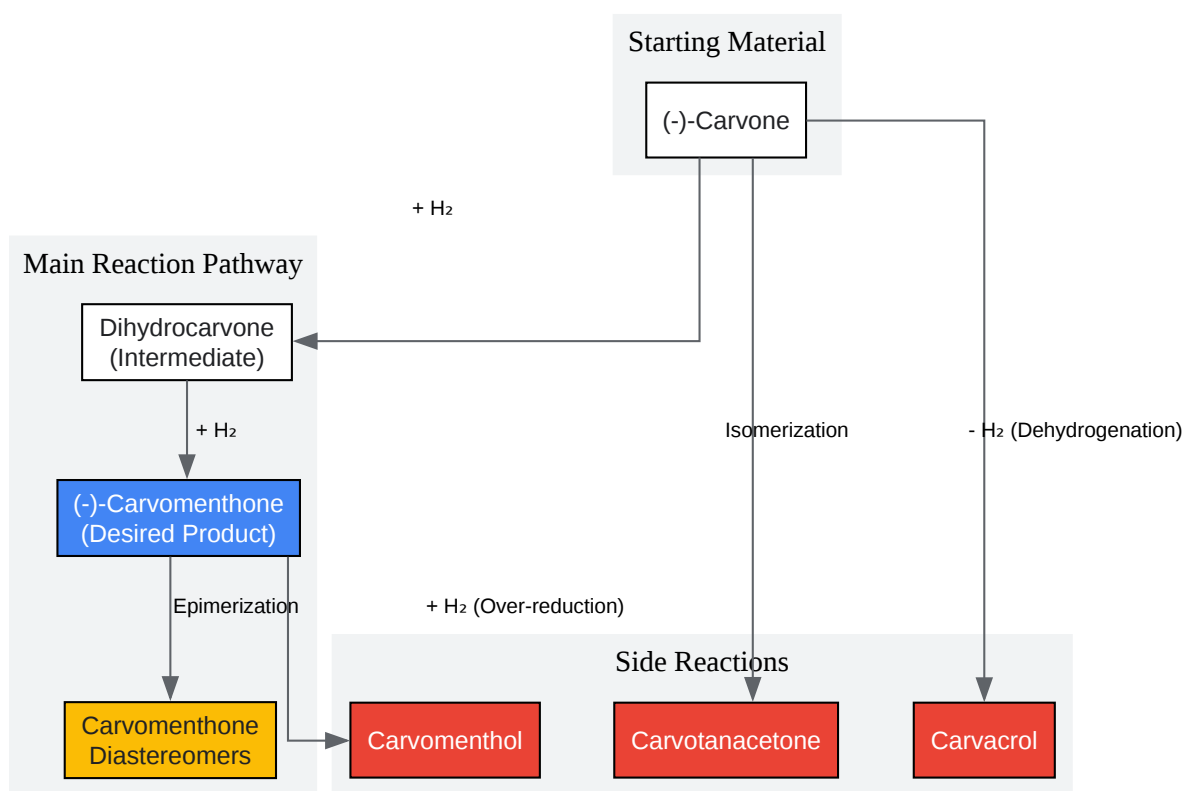 Starting Material
(-)-Carvone
+ H₂
Main Reaction Pathway
Dihydrocarvone
(Intermediate)
+ H₂
Isomerization
- H₂ (Dehydrogenation)
(-)-Carvomenthone
(Desired Product)
Epimerization
+ H₂ (Over-reduction)
Side Reactions
Carvomenthone
Diastereomers
Carvomenthol
Carvotanacetone
Carvacrol